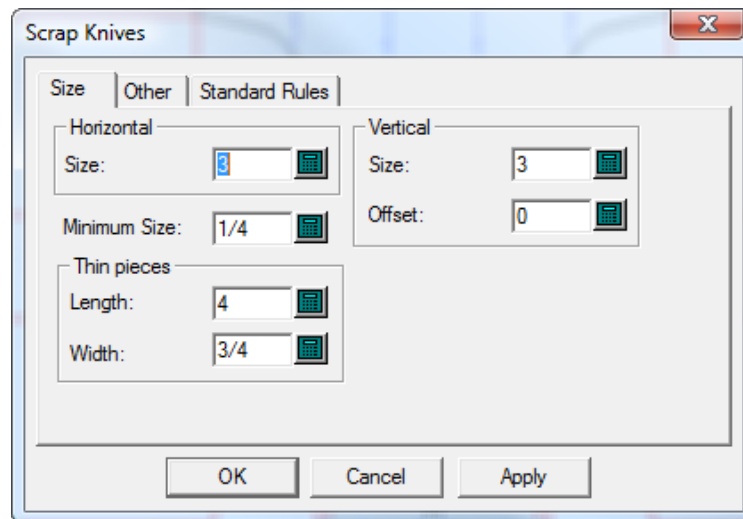 Scrap Knives
X
Size Other Standard Rules
Horizontal
Size: 3
Minimum Size: 1/4
Thin pieces
Length: 4
Width: 3/4
Vertical
Size: 3
Offset: 0
OK Cancel Apply